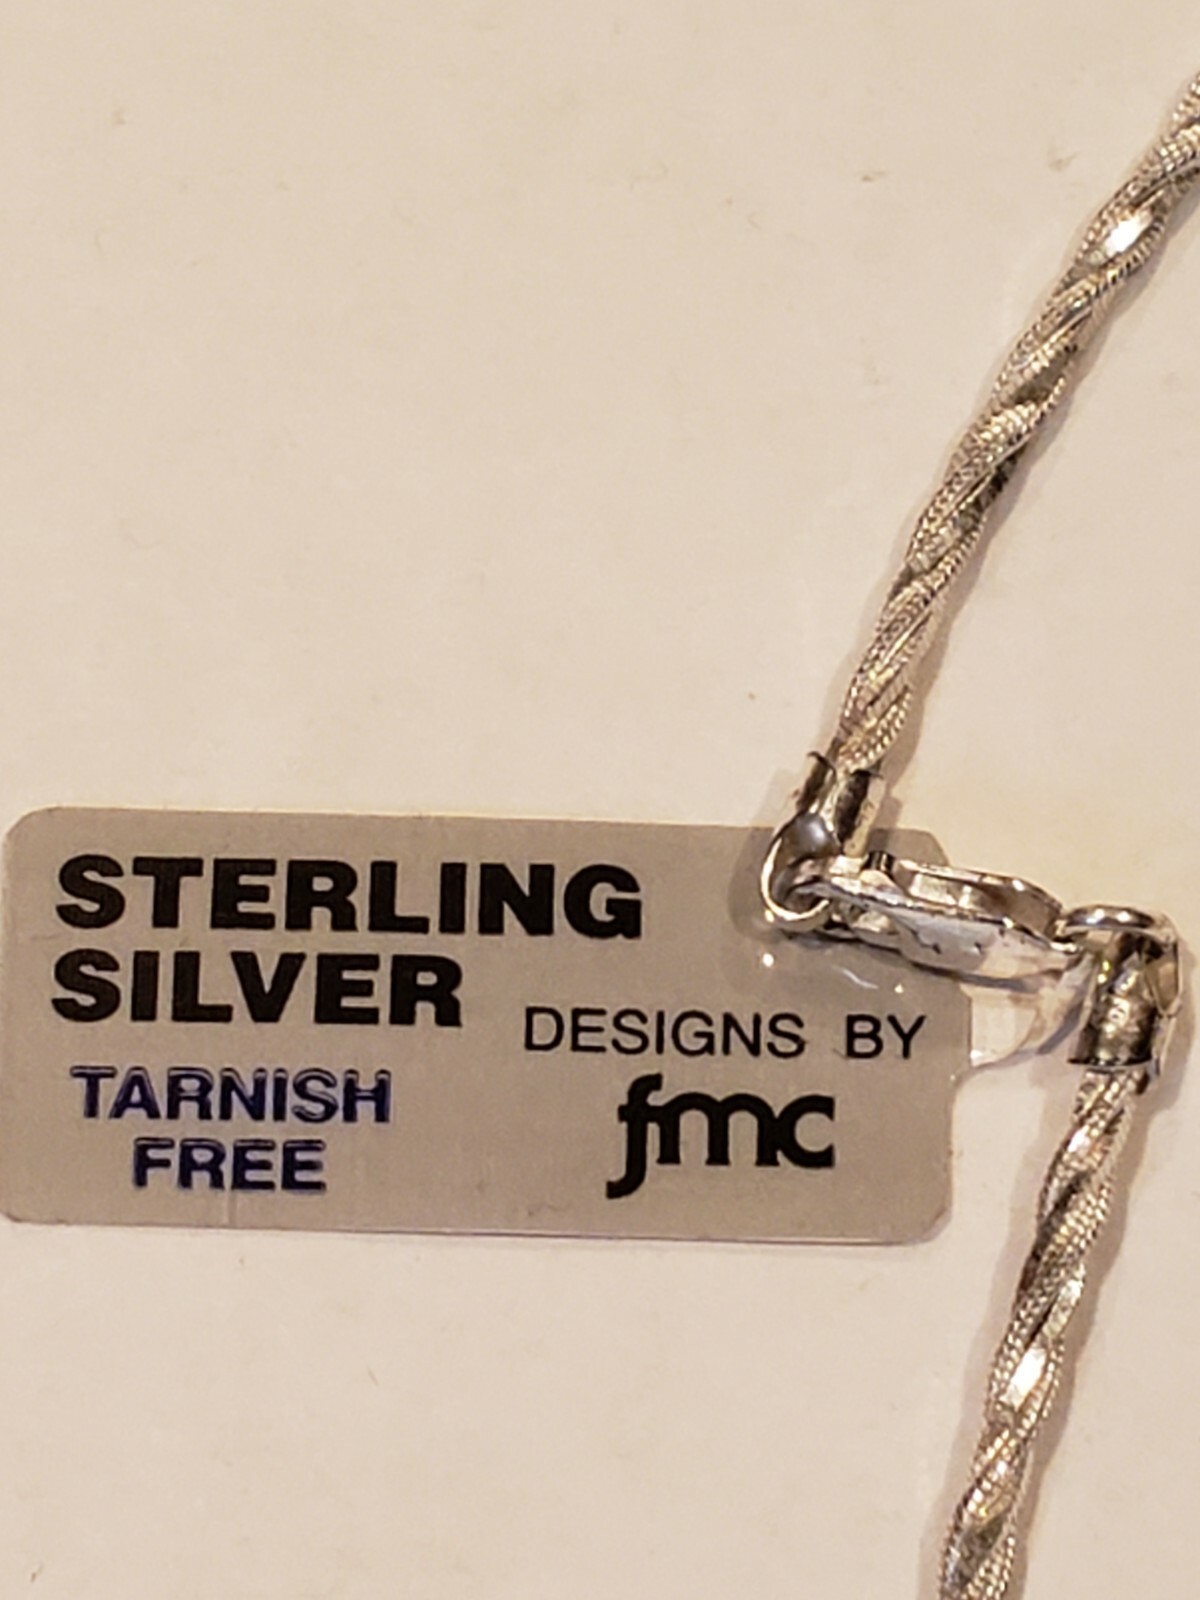 STERLING
SILVER
TARNISH
FREE
DESIGNS BY
fmc